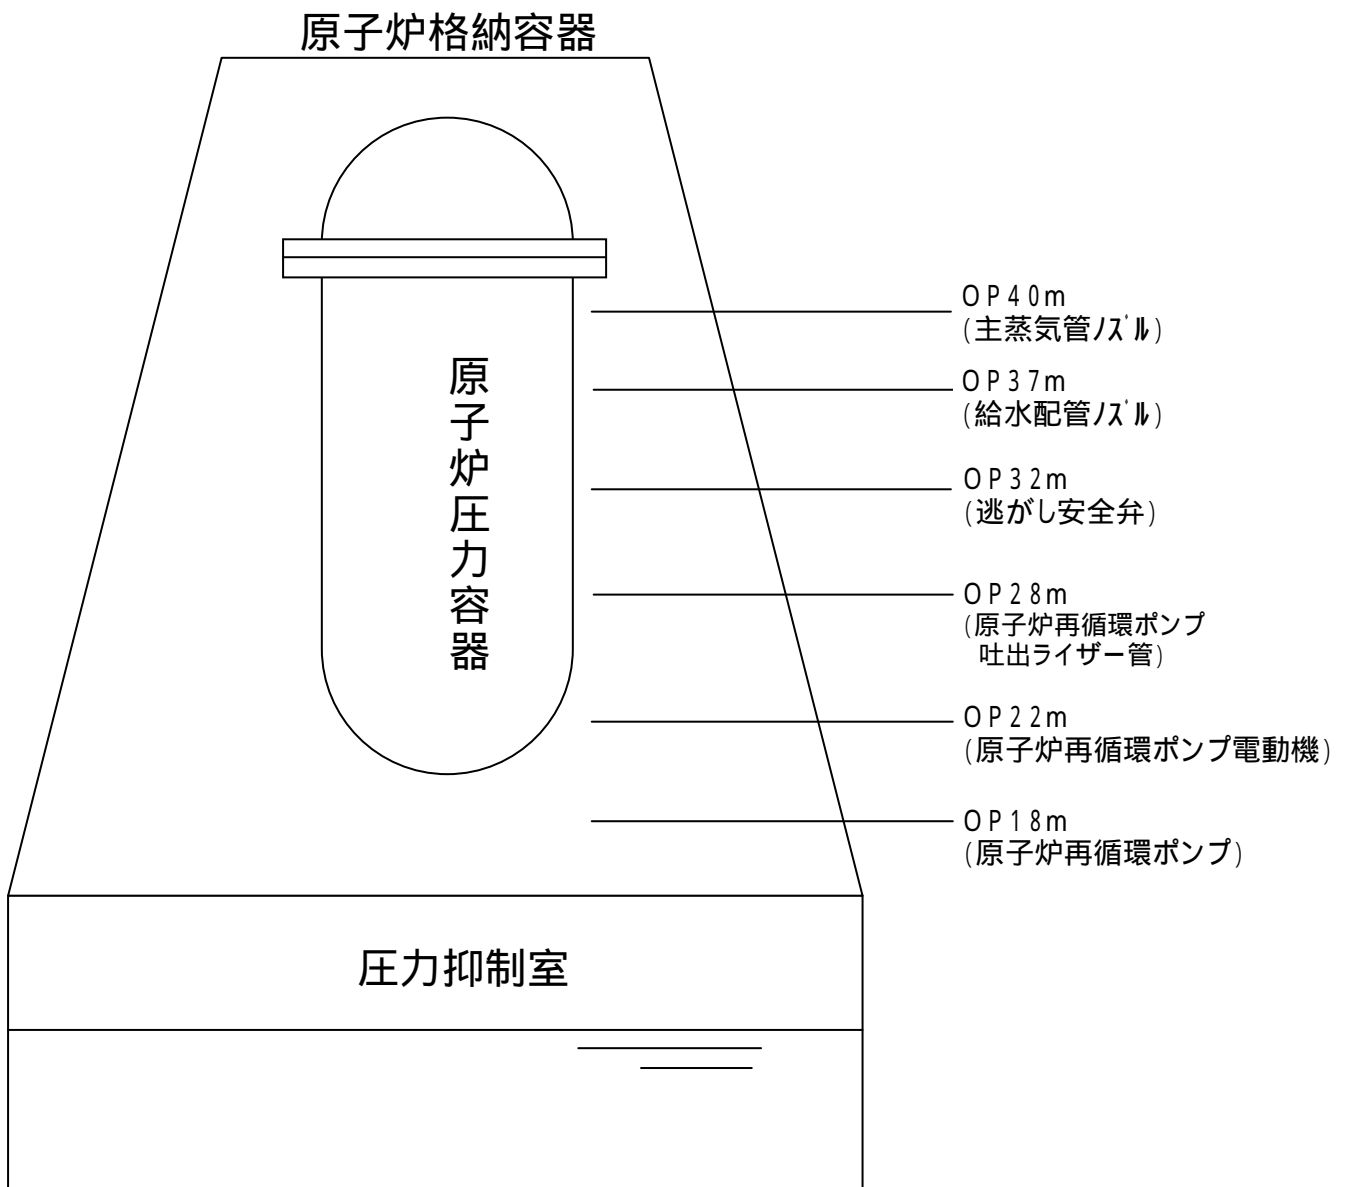 原子炉格納容器
原子炉圧力容器
OP40m
(主蒸気管ノズル)
OP37m
(給水配管ノズル)
OP32m
(逃がし安全弁)
OP28m
(原子炉再循環ポンプ
吐出ライザー管)
OP22m
(原子炉再循環ポンプ電動機)
OP18m
(原子炉再循環ポンプ)
圧力抑制室